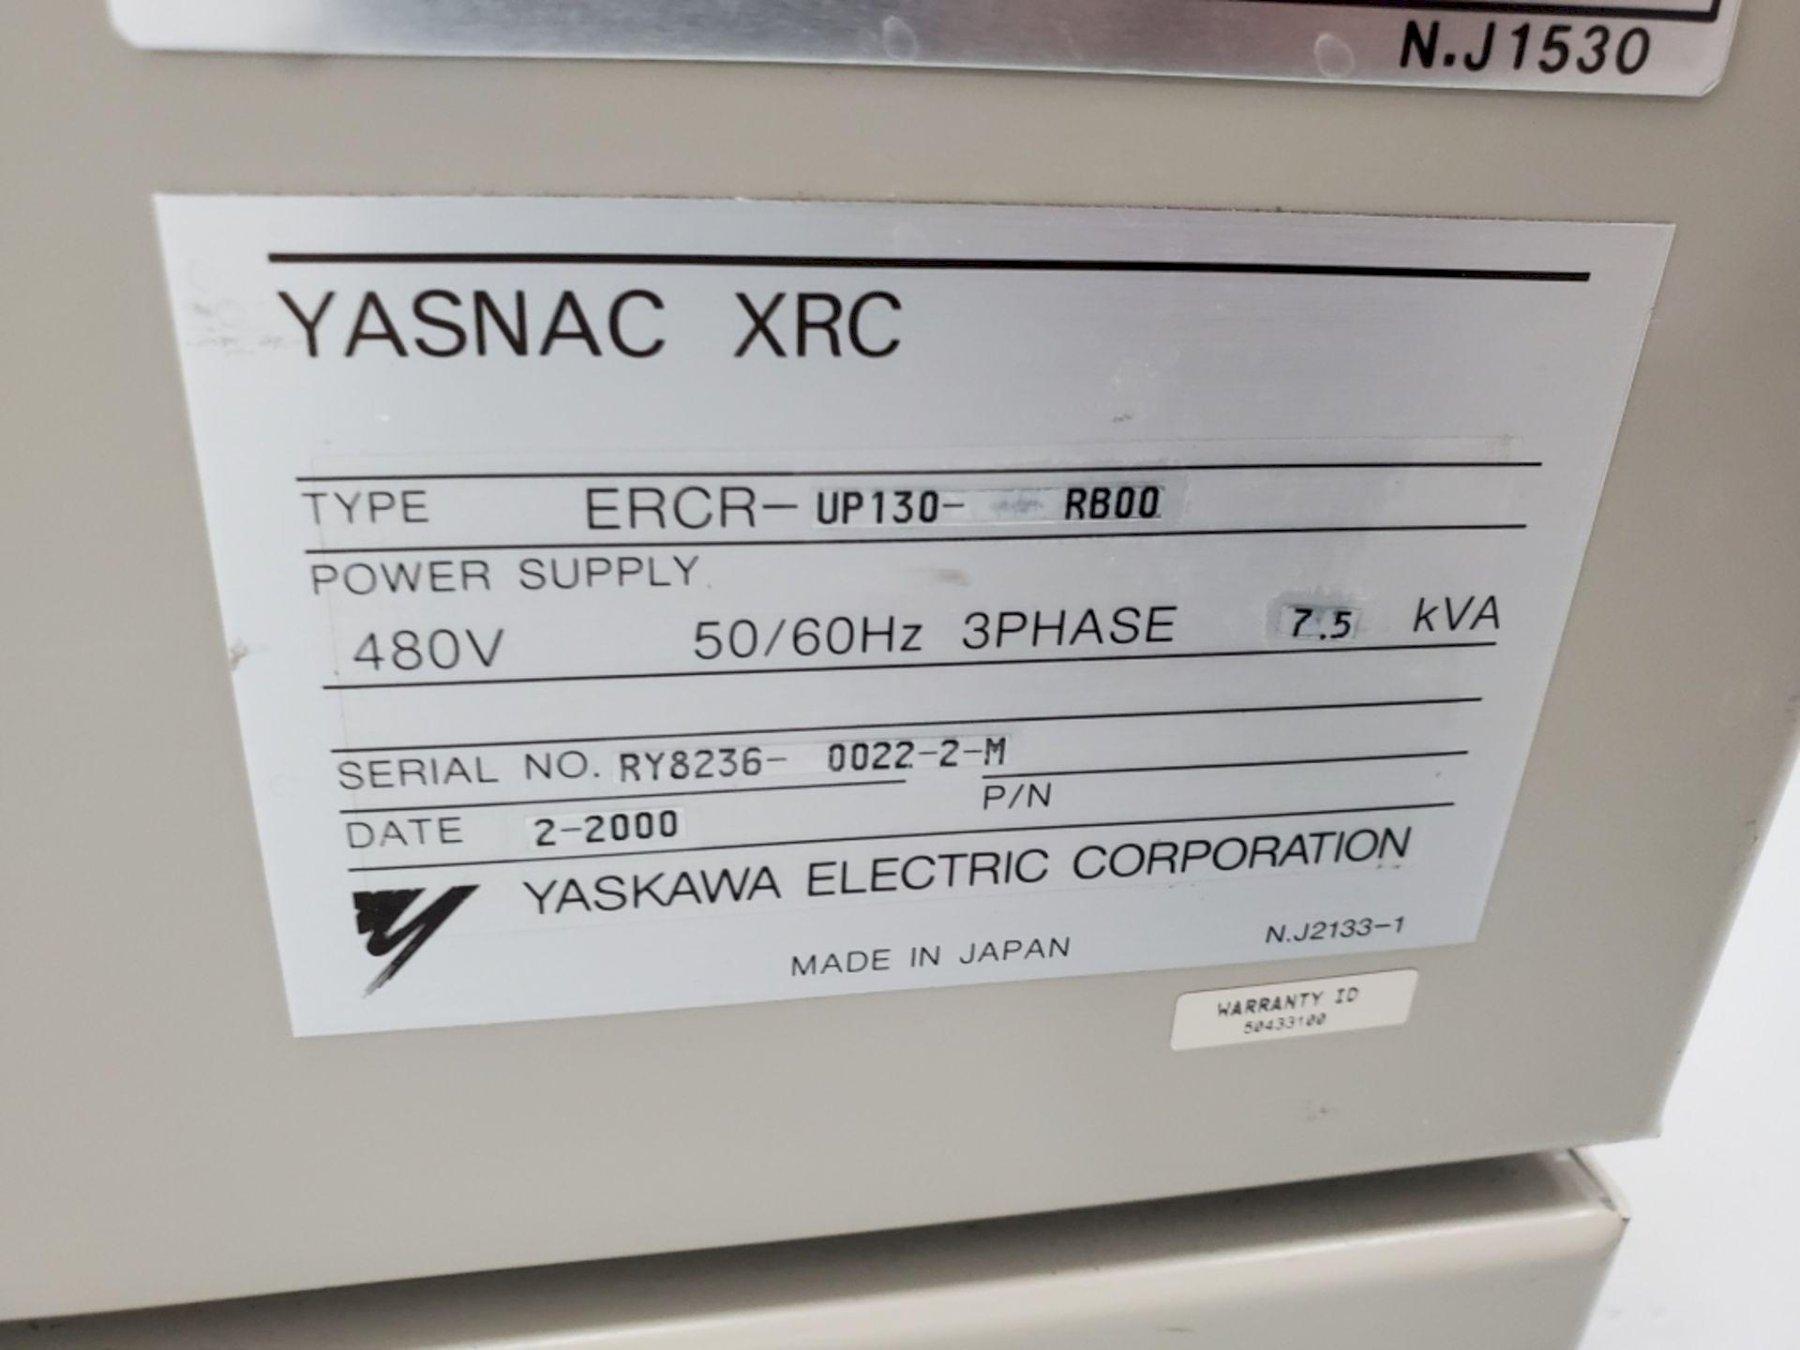 N.J1530
YASNAC XRC
TYPE ERCR-UP130- RB00
POWER SUPPLY
480V 50/60Hz 3PHASE 7.5 kVA
SERIAL NO. RY8236- 0022-2-M
P/N
DATE 2-2000
YASKAWA ELECTRIC CORPORATION
MADE IN JAPAN N.J2133-1
WARRANTY ID
50433100